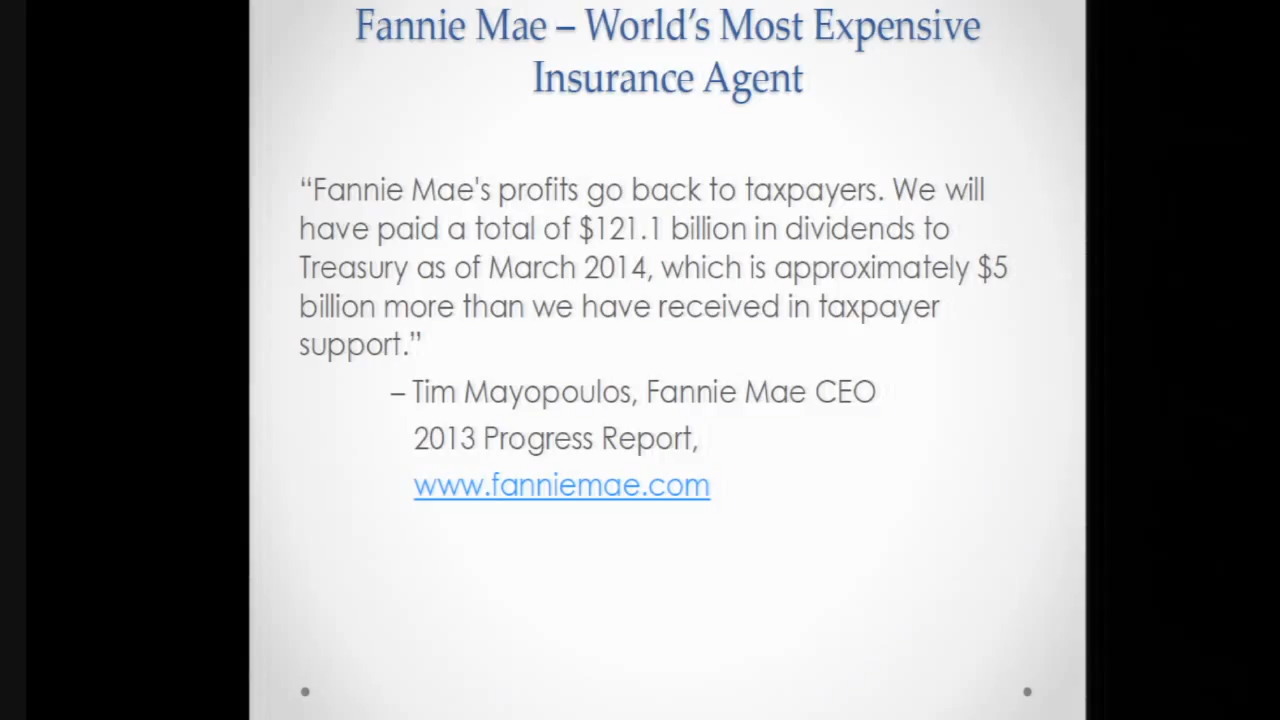 Fannie Mae – World's Most Expensive
Insurance Agent
“Fannie Mae's profits go back to taxpayers. We will
have paid a total of $121.1 billion in dividends to
Treasury as of March 2014, which is approximately $5
billion more than we have received in taxpayer
support.”
– Tim Mayopoulos, Fannie Mae CEO
2013 Progress Report,
www.fanniemae.com